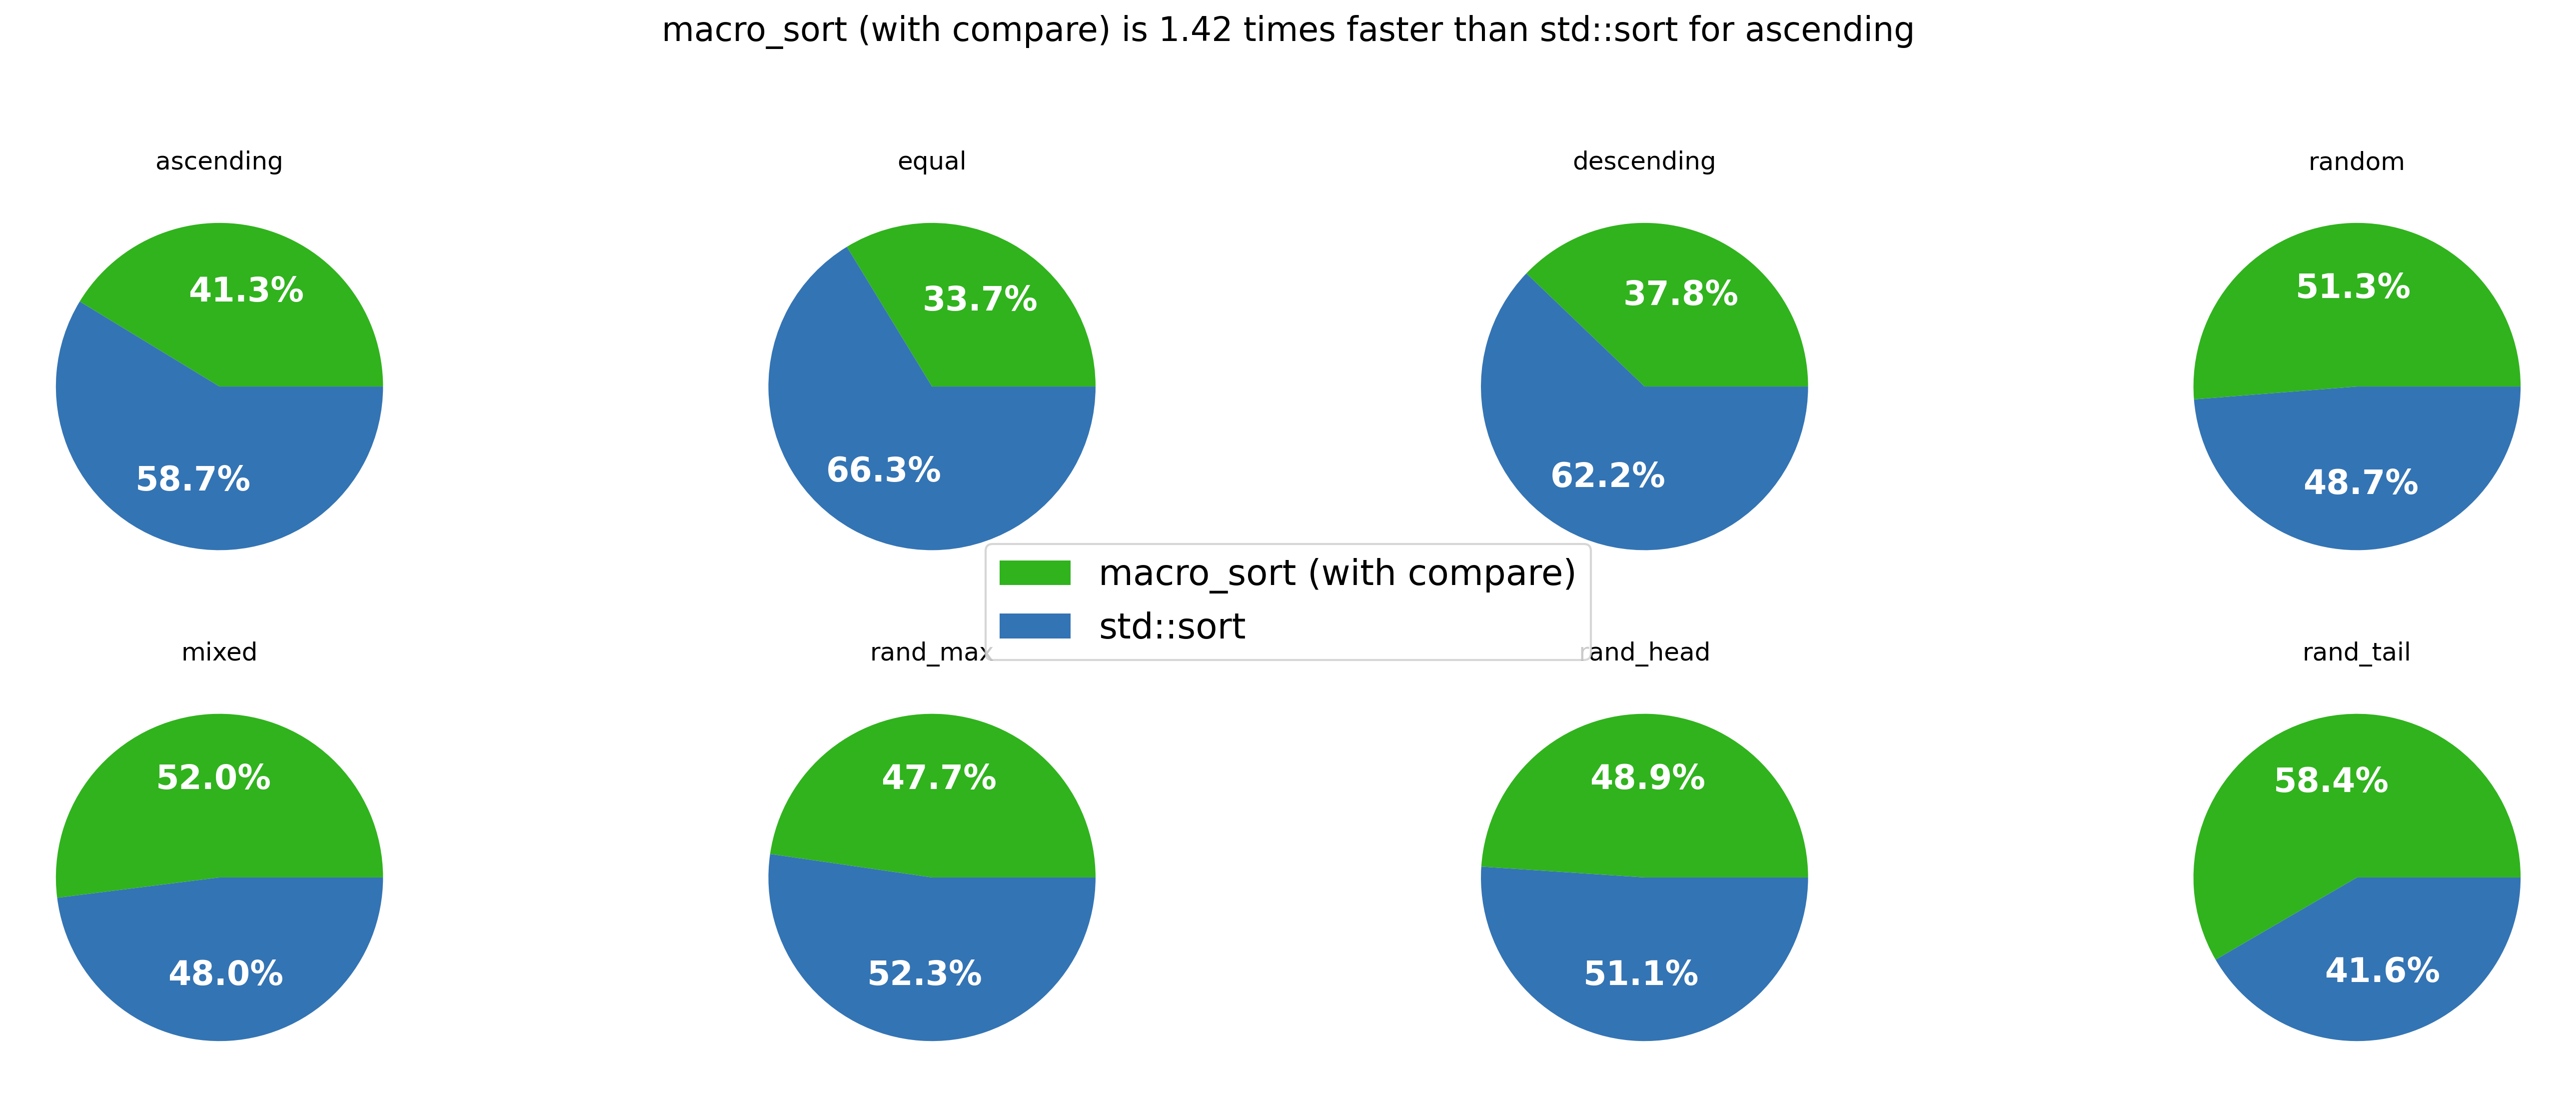 macro_sort (with compare) is 1.42 times faster than std::sort for ascending
ascending
41.3%
58.7%
equal
33.7%
66.3%
descending
37.8%
62.2%
random
51.3%
48.7%
macro_sort (with compare)
std::sort
mixed
52.0%
48.0%
rand_max
47.7%
52.3%
rand_head
48.9%
51.1%
rand_tail
58.4%
41.6%